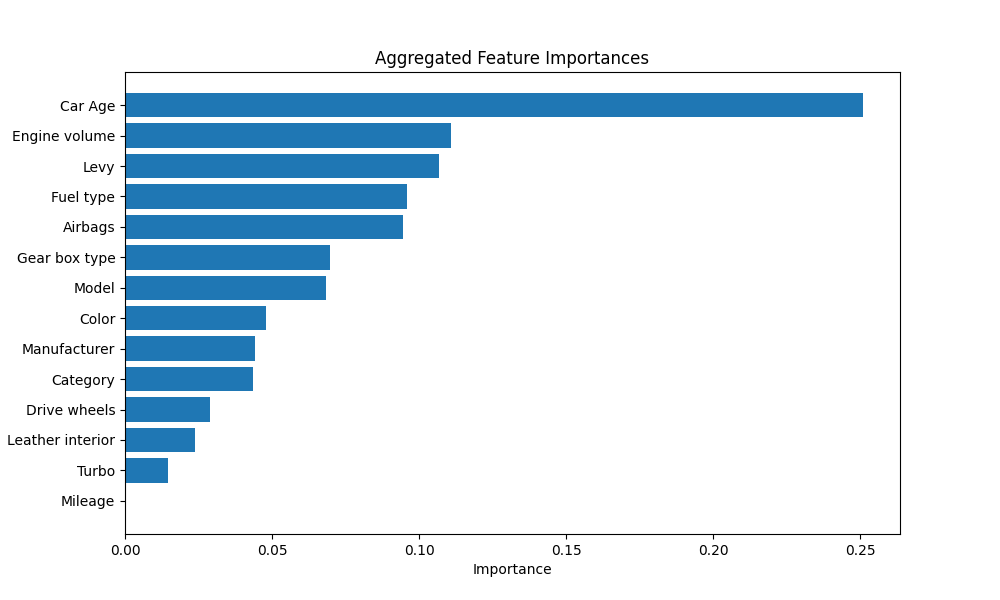 Aggregated Feature Importances
Car Age
Engine volume
Levy
Fuel type
Airbags
Gear box type
Model
Color
Manufacturer
Category
Drive wheels
Leather interior
Turbo
Mileage
0.00 0.05 0.10 0.15 0.20 0.25
Importance